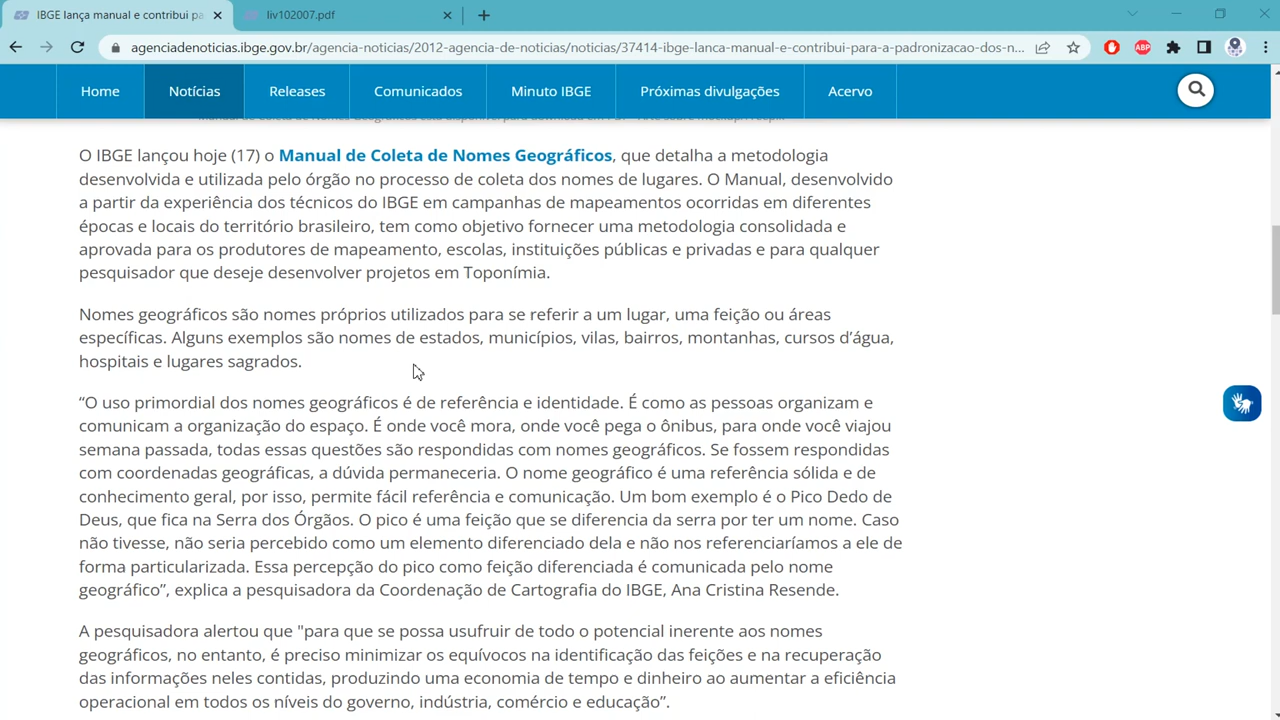 IBGE lança manual e contribui pa
liv102007.pdf
agenciadenoticias.ibge.gov.br/agencia-noticias/2012-agencia-de-noticias/noticias/37414-ibge-lanca-manual-e-contribui-para-a-padronizacao-dos-n...
ABP
Home Notícias Releases Comunicados Minuto IBGE Próximas divulgações Acervo
O IBGE lançou hoje (17) o Manual de Coleta de Nomes Geográficos, que detalha a metodologia
desenvolvida e utilizada pelo órgão no processo de coleta dos nomes de lugares. O Manual, desenvolvido
a partir da experiência dos técnicos do IBGE em campanhas de mapeamentos ocorridas em diferentes
épocas e locais do território brasileiro, tem como objetivo fornecer uma metodologia consolidada e
aprovada para os produtores de mapeamento, escolas, instituições públicas e privadas e para qualquer
pesquisador que deseje desenvolver projetos em Toponímia.
Nomes geográficos são nomes próprios utilizados para se referir a um lugar, uma feição ou áreas
específicas. Alguns exemplos são nomes de estados, municípios, vilas, bairros, montanhas, cursos d’água,
hospitais e lugares sagrados.
“O uso primordial dos nomes geográficos é de referência e identidade. É como as pessoas organizam e
comunicam a organização do espaço. É onde você mora, onde você pega o ônibus, para onde você viajou
semana passada, todas essas questões são respondidas com nomes geográficos. Se fossem respondidas
com coordenadas geográficas, a dúvida permaneceria. O nome geográfico é uma referência sólida e de
conhecimento geral, por isso, permite fácil referência e comunicação. Um bom exemplo é o Pico Dedo de
Deus, que fica na Serra dos Órgãos. O pico é uma feição que se diferencia da serra por ter um nome. Caso
não tivesse, não seria percebido como um elemento diferenciado dela e não nos referenciaríamos a ele de
forma particularizada. Essa percepção do pico como feição diferenciada é comunicada pelo nome
geográfico”, explica a pesquisadora da Coordenação de Cartografia do IBGE, Ana Cristina Resende.
A pesquisadora alertou que "para que se possa usufruir de todo o potencial inerente aos nomes
geográficos, no entanto, é preciso minimizar os equívocos na identificação das feições e na recuperação
das informações neles contidas, produzindo uma economia de tempo e dinheiro ao aumentar a eficiência
operacional em todos os níveis do governo, indústria, comércio e educação”.